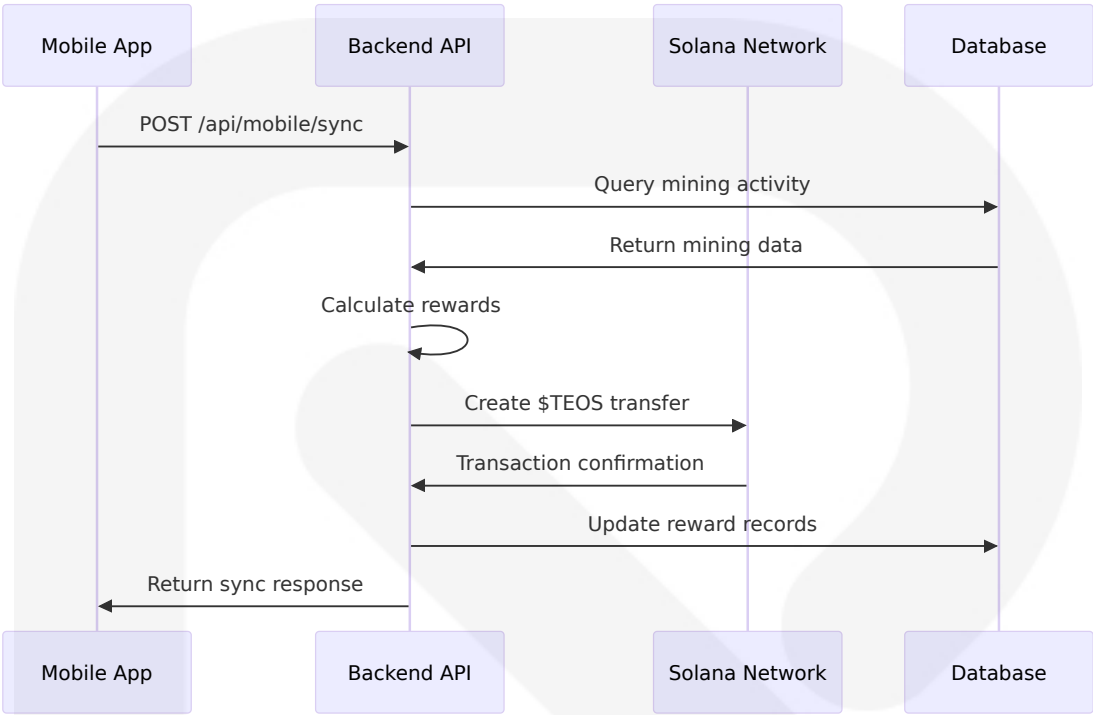 Mobile App
Backend API
Solana Network
Database
POST /api/mobile/sync
Query mining activity
Return mining data
Calculate rewards
Create $TEOS transfer
Transaction confirmation
Update reward records
Return sync response
Mobile App
Backend API
Solana Network
Database